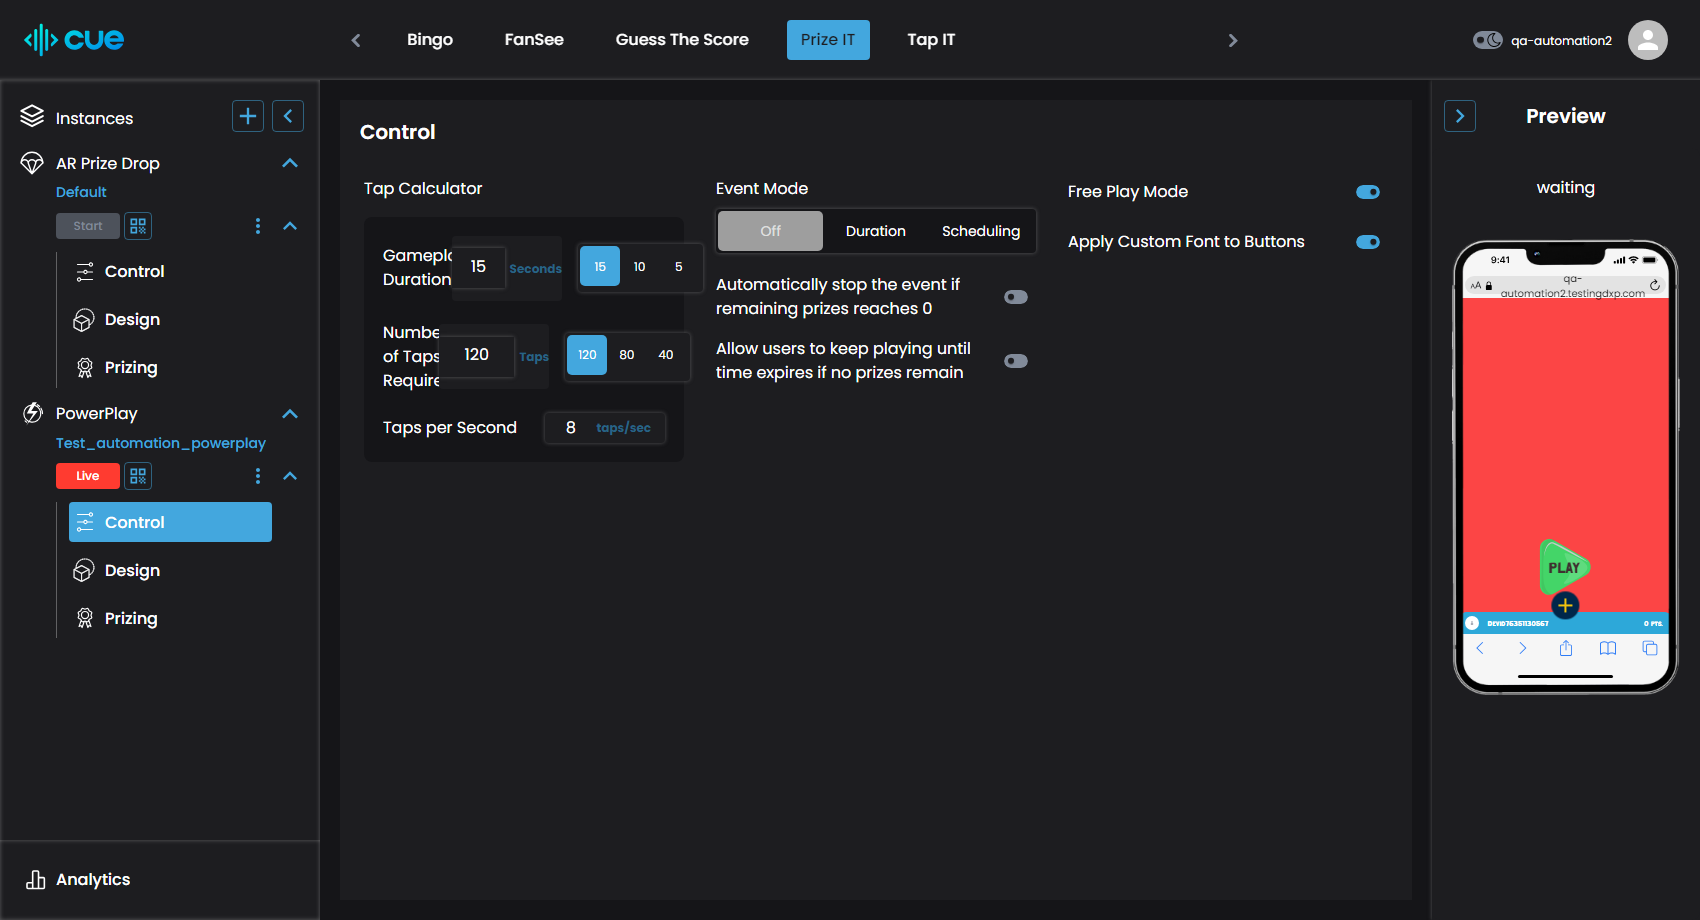 cue
Bingo
FanSee
Guess The Score
Prize IT
Tap IT
qa-automation2
Instances
AR Prize Drop
Default
Start
Control
Design
Prizing
PowerPlay
Test_automation_powerplay
Live
Control
Design
Prizing
Analytics
Control
Tap Calculator
Gamepla
Duration
15
Seconds
15
10
5
Numbe
of Taps
Require
120
Taps
120
80
40
Taps per Second
8
taps/sec
Event Mode
Off
Duration
Scheduling
Automatically stop the event if
remaining prizes reaches 0
Allow users to keep playing until
time expires if no prizes remain
Free Play Mode
Apply Custom Font to Buttons
Preview
waiting
9:41
AA
qa-
automation2.testingdxp.com
PLAY
0 PTS.